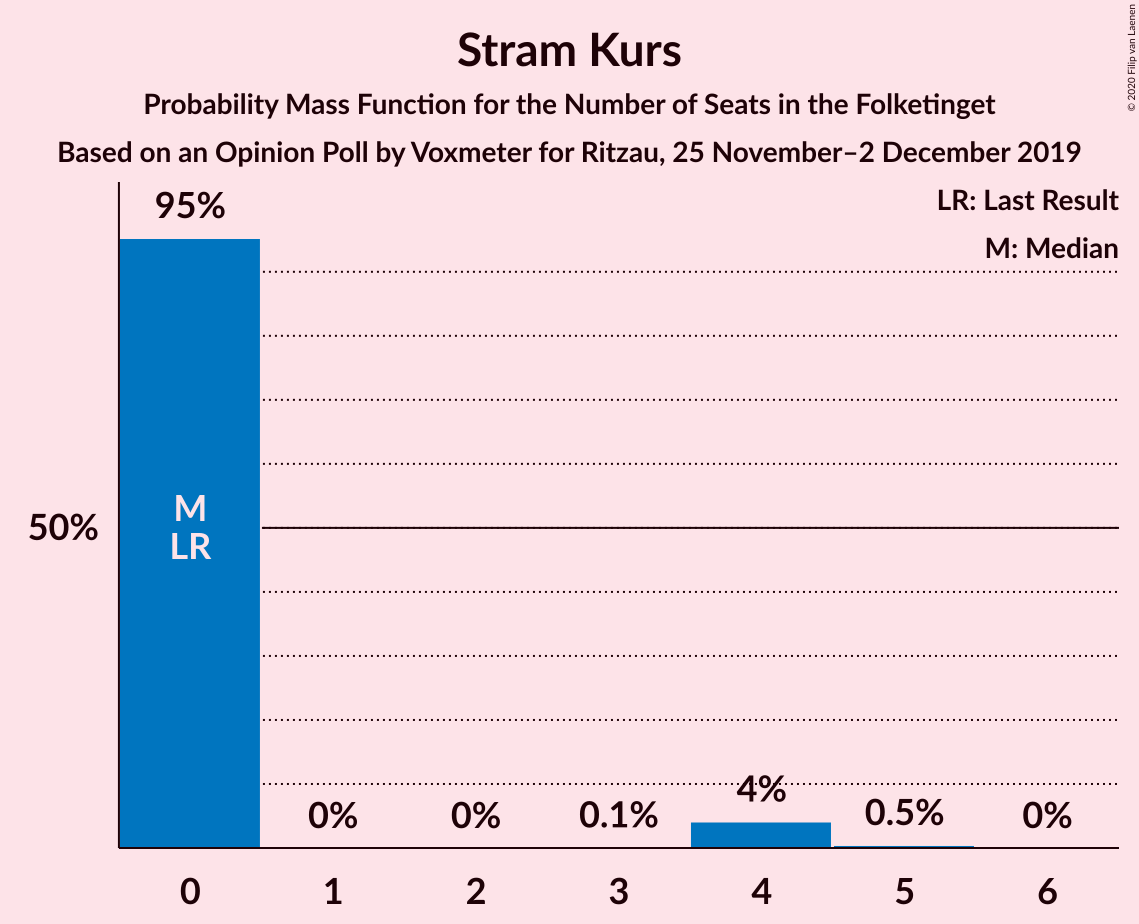 Stram Kurs
Probability Mass Function for the Number of Seats in the Folketinget
Based on an Opinion Poll by Voxmeter for Ritzau, 25 November–2 December 2019
© 2020 Filip van Laenen
LR: Last Result
M: Median
95%
M
LR
50%
0%
0%
0.1%
4%
0.5%
0%
0
1
2
3
4
5
6